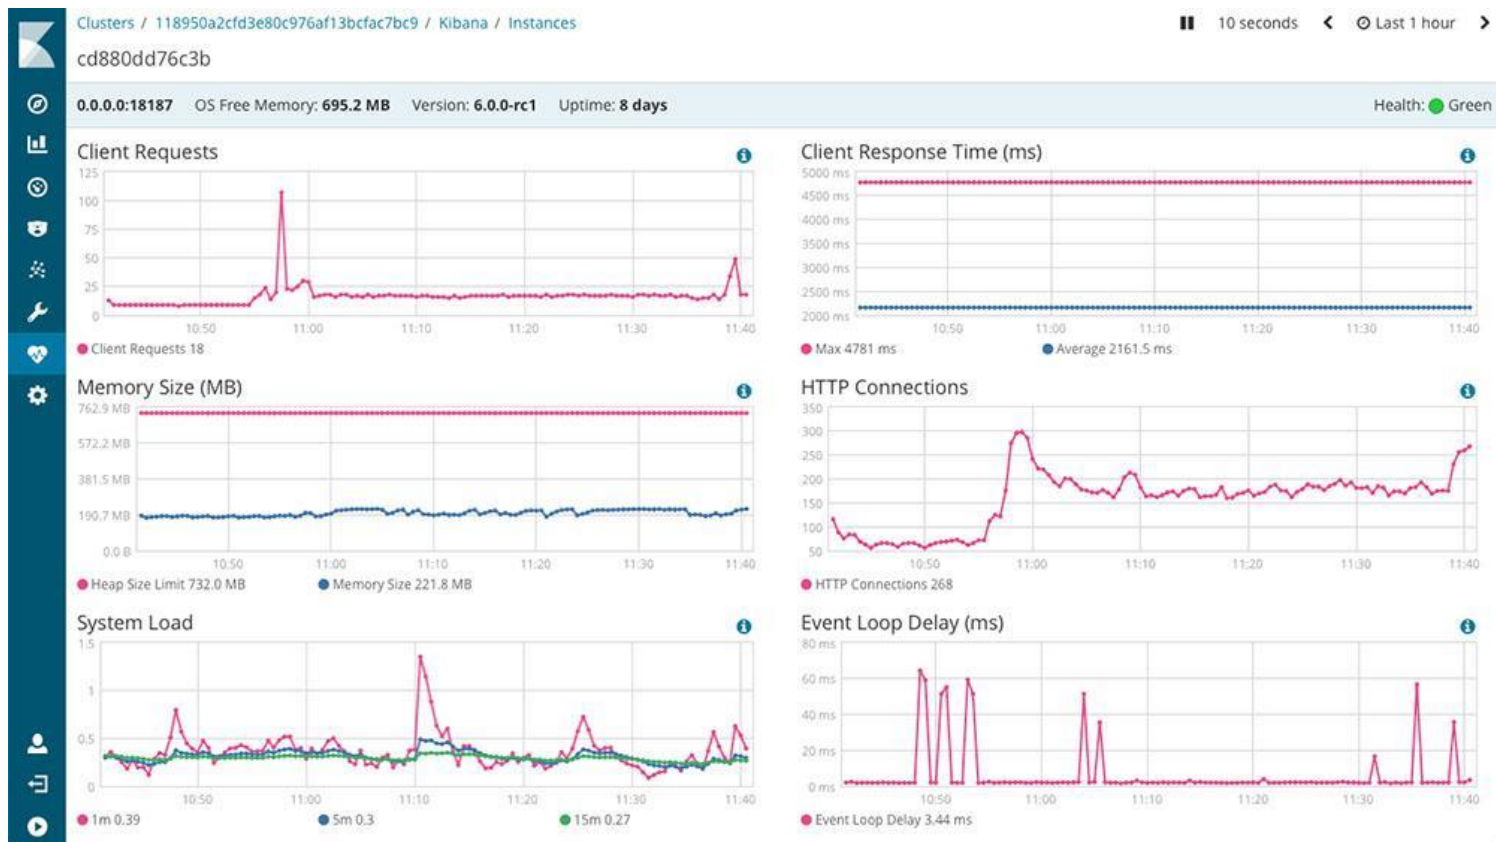 Clusters / 118950a2cfd3e80c976af13bcfac7bc9 / Kibana / Instances
10 seconds Last 1 hour
cd880dd76c3b
0.0.0.0:18187 OS Free Memory: 695.2 MB Version: 6.0.0-rc1 Uptime: 8 days Health: Green
Client Requests
125
100
75
50
25
0
10:50 11:00 11:10 11:20 11:30 11:40
Client Requests 18
Client Response Time (ms)
5000 ms
4500 ms
4000 ms
3500 ms
3000 ms
2500 ms
2000 ms
10:50 11:00 11:10 11:20 11:30 11:40
Max 4781 ms Average 2161.5 ms
Memory Size (MB)
762.9 MB
572.2 MB
381.5 MB
190.7 MB
0.0 B
10:50 11:00 11:10 11:20 11:30 11:40
Heap Size Limit 732.0 MB Memory Size 221.8 MB
HTTP Connections
350
300
250
200
150
100
50
10:50 11:00 11:10 11:20 11:30 11:40
HTTP Connections 268
System Load
1.5
1
0.5
0
10:50 11:00 11:10 11:20 11:30 11:40
1m 0.39 5m 0.3 15m 0.27
Event Loop Delay (ms)
80 ms
60 ms
40 ms
20 ms
0 ms
10:50 11:00 11:10 11:20 11:30 11:40
Event Loop Delay 3.44 ms